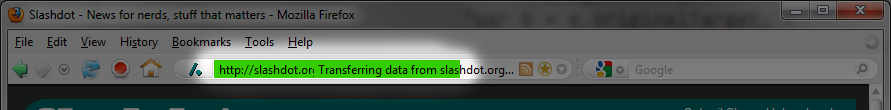 Slashdot - News for nerds, stuff that matters - Mozilla Firefox
File Edit View History Bookmarks Tools Help
http://slashdot.org Transferring data from slashdot.org... Google